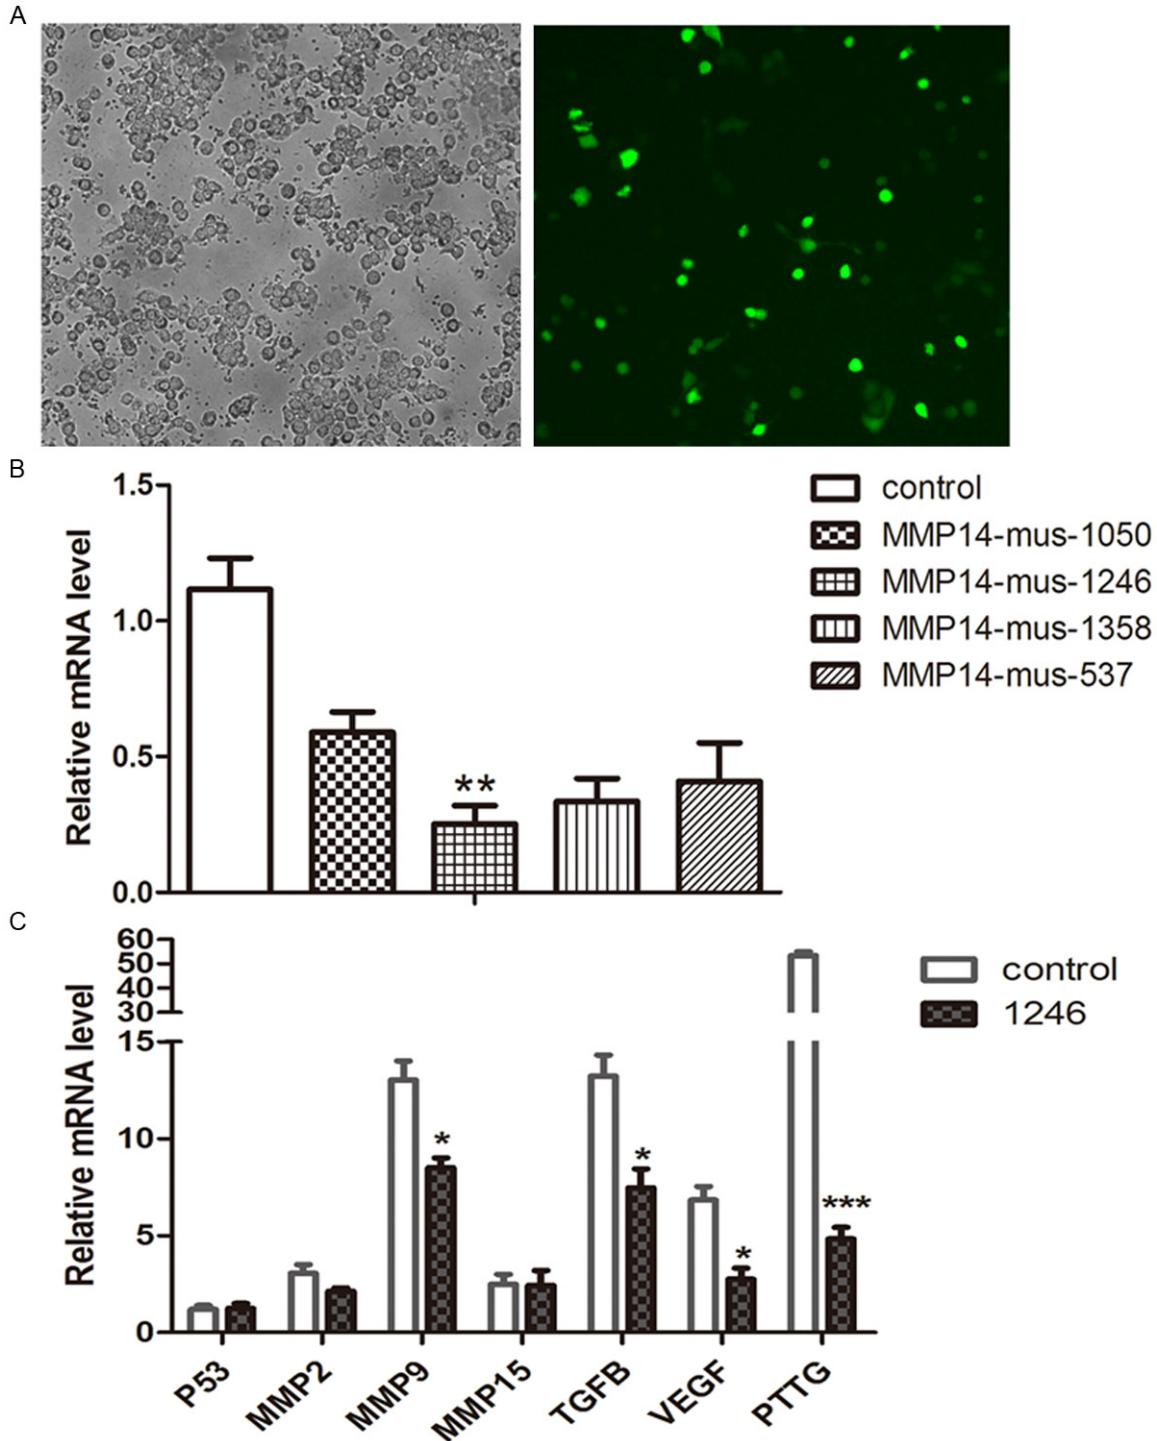 A
B
Relative mRNA level
1.5
1.0
0.5
0.0
**
control
MMP14-mus-1050
MMP14-mus-1246
MMP14-mus-1358
MMP14-mus-537
C
Relative mRNA level
60
50
40
30
15
10
5
0
*
*
*
***
control
1246
P53
MMP2
MMP9
MMP15
TGFB
VEGF
PTTG